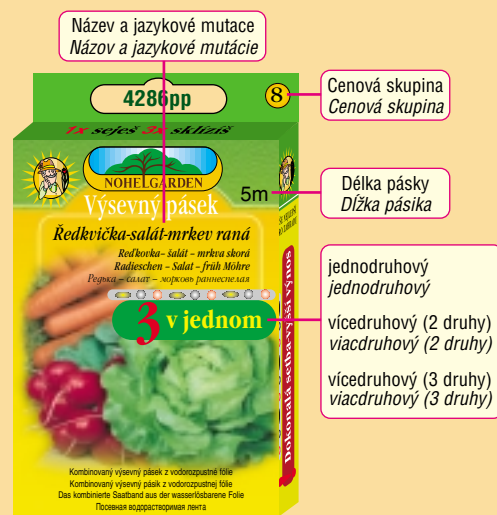 Název a jazykové mutace
Názov a jazykové mutácie
4286pp
8
Cenová skupina
Cenová skupina
1x seješ 3x sklízíš
NOHELGARDEN
5m
Délka pásky
Dĺžka pásika
Výsevný pásek
Ředkvička-salát-mrkev raná
Reďkovka – šalát – mrkva skorá
Radieschen – Salat – früh Möhre
Редька – салат – морковь раннеспелая
3 v jednom
jednodruhový
jednodruhový
vícedruhový (2 druhy)
viacdruhový (2 druhy)
vícedruhový (3 druhy)
viacdruhový (3 druhy)
Dokonalá setba-vyšší výnos
Kombinovaný výsevný pásek z vodorozpustné fólie
Kombinovaný výsevný pásik z vodorozpustnej fólie
Das kombinierte Saatband aus der wasserlösbarene Folie
Посевная водорастворимая лента